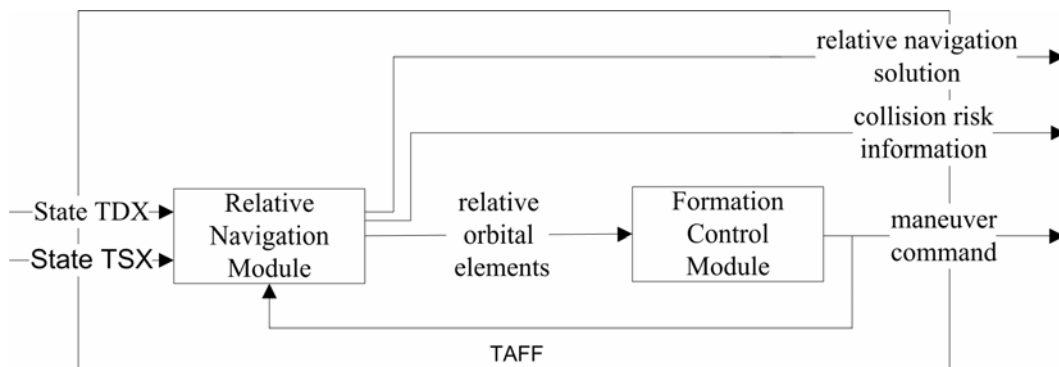 relative navigation
solution
collision risk
information
State TDX
State TSX
Relative
Navigation
Module
relative
orbital
elements
Formation
Control
Module
maneuver
command
TAFF